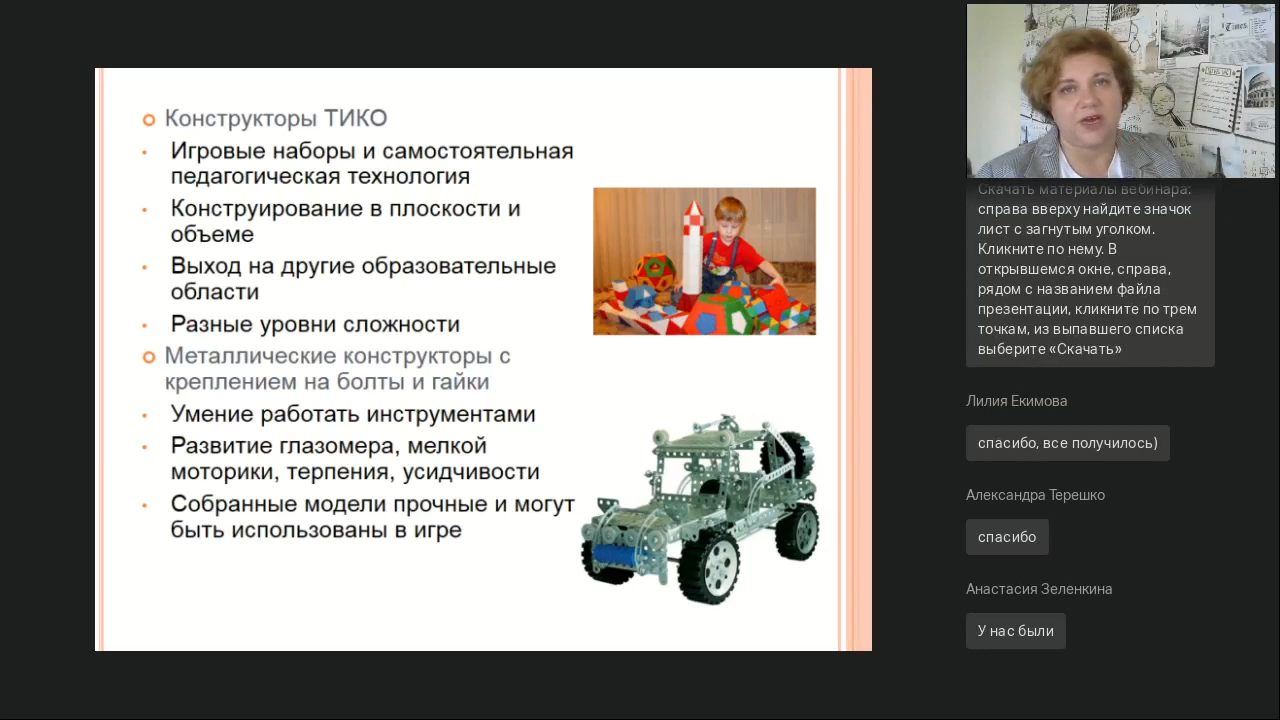 Конструкторы ТИКО
Игровые наборы и самостоятельная
педагогическая технология
Конструирование в плоскости и
объеме
Выход на другие образовательные
области
Разные уровни сложности
Металлические конструкторы с
креплением на болты и гайки
Умение работать инструментами
Развитие глазомера, мелкой
моторики, терпения, усидчивости
Собранные модели прочные и могут
быть использованы в игре
Times
Скачать материалы вебинара:
справа вверху найдите значок
лист с загнутым уголком.
Кликните по нему. В
открывшемся окне, справа,
рядом с названием файла
презентации, кликните по трем
точкам, из выпавшего списка
выберите «Скачать»
Лилия Екимова
спасибо, все получилось)
Александра Терешко
спасибо
Анастасия Зеленкина
У нас были